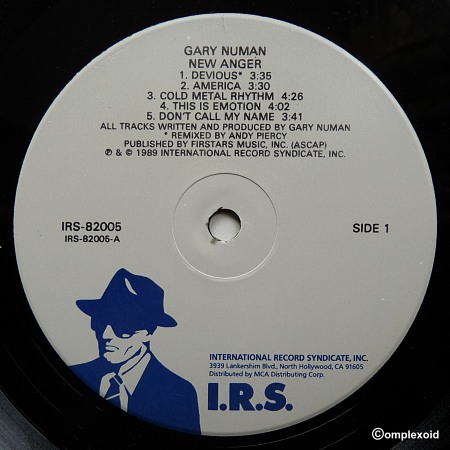 GARY NUMAN
NEW ANGER
1. DEVIOUS* 3:35
2. AMERICA 3:30
3. COLD METAL RHYTHM 4:26
4. THIS IS EMOTION 4:02
5. DON'T CALL MY NAME 3:41
ALL TRACKS WRITTEN AND PRODUCED BY GARY NUMAN
* REMIXED BY ANDY PIERCY
PUBLISHED BY FIRSTARS MUSIC, INC. (ASCAP)
℗ & © 1989 INTERNATIONAL RECORD SYNDICATE, INC.
IRS-82005
IRS-82005-A
SIDE 1
INTERNATIONAL RECORD SYNDICATE, INC.
3939 Lankershim Blvd., North Hollywood, CA 91605
Distributed by MCA Distributing Corp.
I.R.S.
©omplexoid